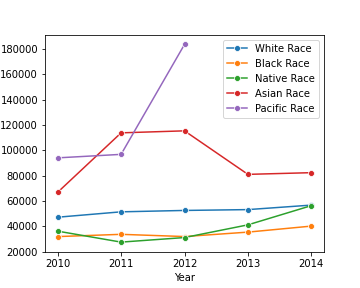 180000
160000
140000
120000
100000
80000
60000
40000
20000
White Race
Black Race
Native Race
Asian Race
Pacific Race
2010 2011 2012 2013 2014
Year